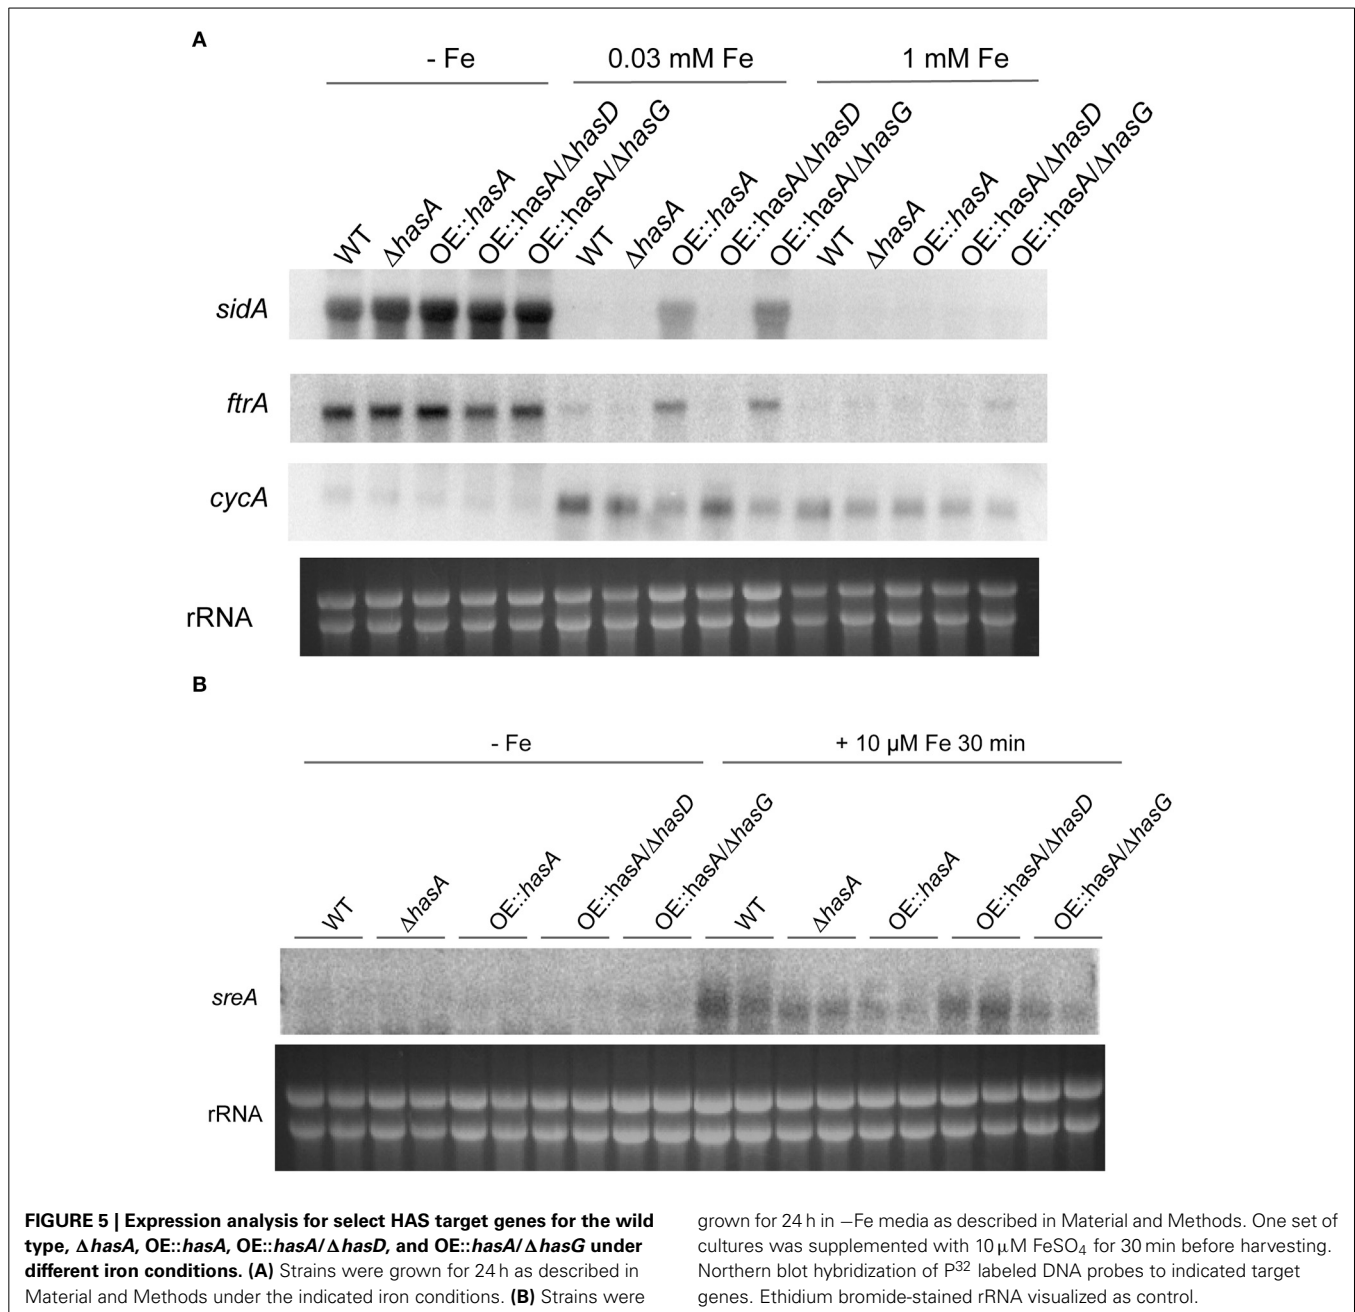 A
- Fe
0.03 mM Fe
1 mM Fe
WT
ΔhasA
OE::hasA
OE::hasA/ΔhasD
OE::hasA/ΔhasG
WT
ΔhasA
OE::hasA
OE::hasA/ΔhasD
OE::hasA/ΔhasG
WT
ΔhasA
OE::hasA
OE::hasA/ΔhasD
OE::hasA/ΔhasG
sidA
ftrA
cycA
rRNA
B
- Fe
+ 10 µM Fe 30 min
WT
ΔhasA
OE::hasA
OE::hasA/ΔhasD
OE::hasA/ΔhasG
WT
ΔhasA
OE::hasA
OE::hasA/ΔhasD
OE::hasA/ΔhasG
sreA
rRNA
FIGURE 5 | Expression analysis for select HAS target genes for the wild
type, ΔhasA, OE::hasA, OE::hasA/ΔhasD, and OE::hasA/ΔhasG under
different iron conditions. (A) Strains were grown for 24 h as described in
Material and Methods under the indicated iron conditions. (B) Strains were
grown for 24 h in −Fe media as described in Material and Methods. One set of
cultures was supplemented with 10 µM FeSO₄ for 30 min before harvesting.
Northern blot hybridization of P³² labeled DNA probes to indicated target
genes. Ethidium bromide-stained rRNA visualized as control.